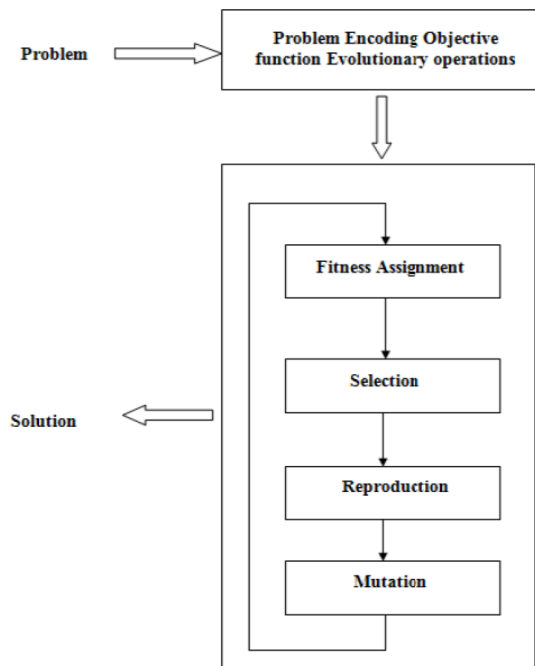 Problem
Problem Encoding Objective
function Evolutionary operations
Fitness Assignment
Selection
Solution
Reproduction
Mutation